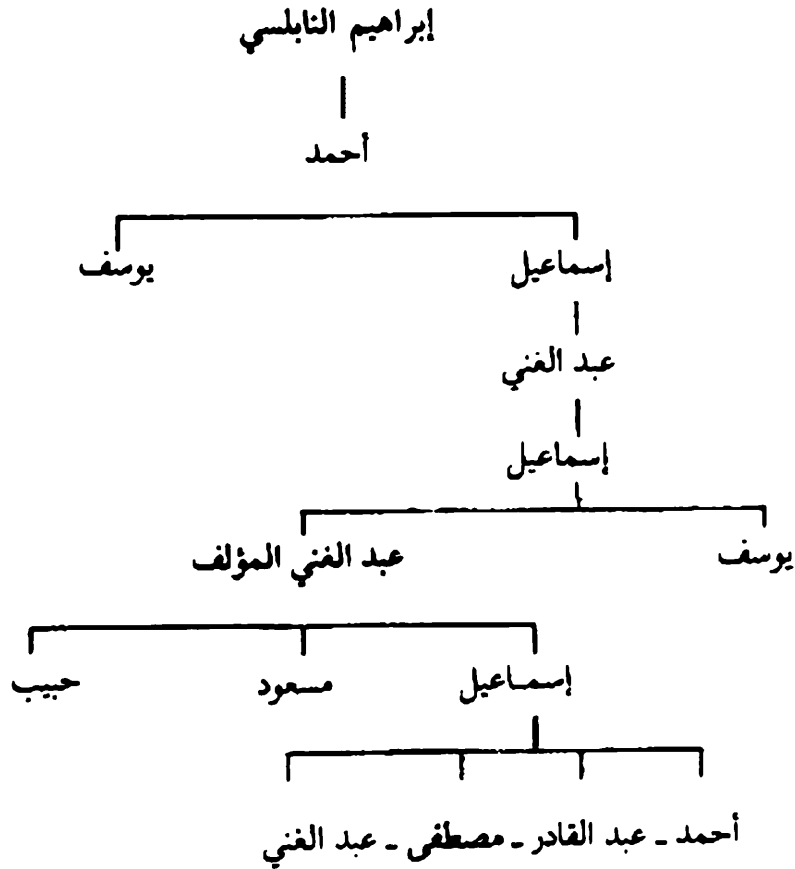 إبراهيم النابلسي
أحمد
إسماعيل يوسف
عبد الغني
إسماعيل
يوسف عبد الغني المؤلف
إسماعيل مسعود حبيب
أحمد - عبد القادر - مصطفى - عبد الغني